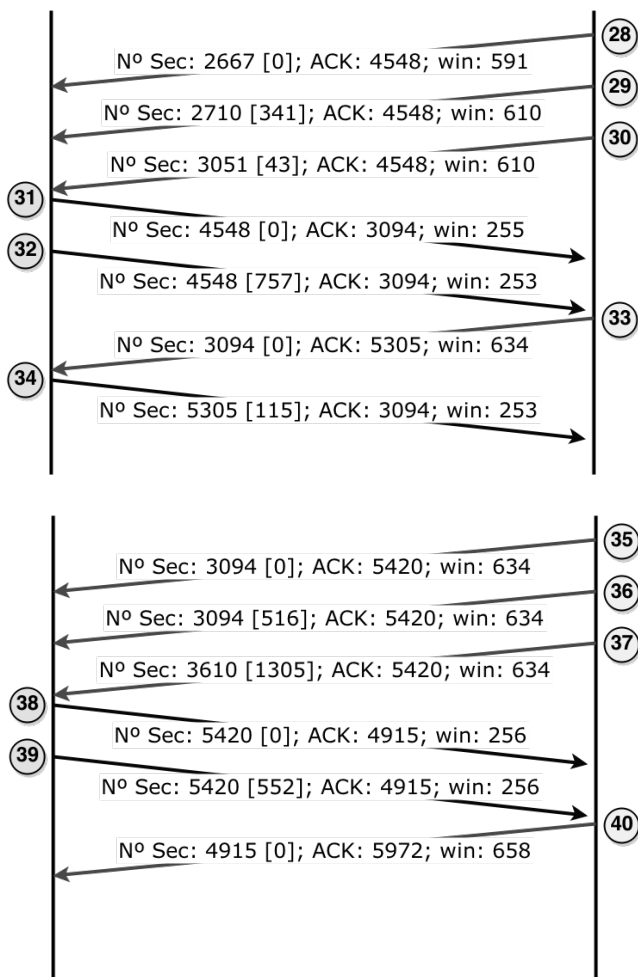 28
Nº Sec: 2667 [0]; ACK: 4548; win: 591
29
Nº Sec: 2710 [341]; ACK: 4548; win: 610
30
Nº Sec: 3051 [43]; ACK: 4548; win: 610
31
Nº Sec: 4548 [0]; ACK: 3094; win: 255
32
Nº Sec: 4548 [757]; ACK: 3094; win: 253
33
Nº Sec: 3094 [0]; ACK: 5305; win: 634
34
Nº Sec: 5305 [115]; ACK: 3094; win: 253
35
Nº Sec: 3094 [0]; ACK: 5420; win: 634
36
Nº Sec: 3094 [516]; ACK: 5420; win: 634
37
Nº Sec: 3610 [1305]; ACK: 5420; win: 634
38
Nº Sec: 5420 [0]; ACK: 4915; win: 256
39
Nº Sec: 5420 [552]; ACK: 4915; win: 256
40
Nº Sec: 4915 [0]; ACK: 5972; win: 658